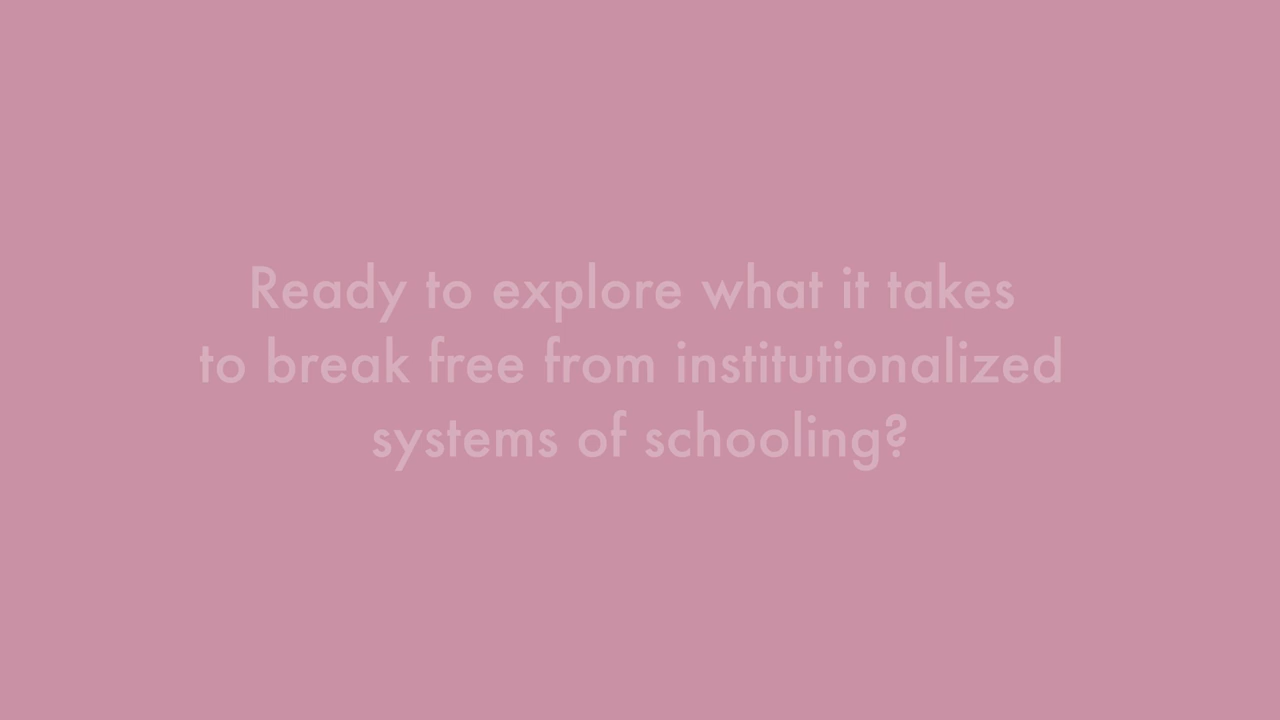 Ready to explore what it takes
to break free from institutionalized
systems of schooling?